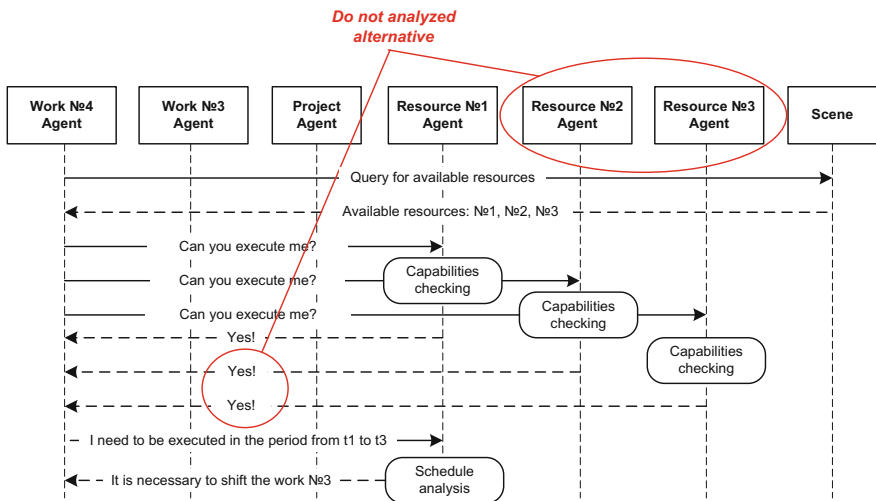 Do not analyzed
alternative
Work №4
Agent
Work №3
Agent
Project
Agent
Resource №1
Agent
Resource №2
Agent
Resource №3
Agent
Scene
Query for available resources
Available resources: №1, №2, №3
Can you execute me?
Capabilities
checking
Can you execute me?
Capabilities
checking
Can you execute me?
Yes!
Capabilities
checking
Yes!
Yes!
I need to be executed in the period from t1 to t3
It is necessary to shift the work №3
Schedule
analysis